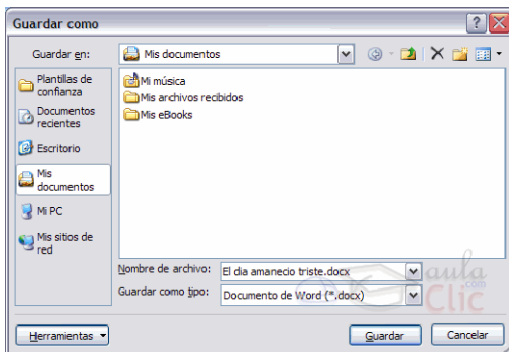 Guardar como
Guardar en:
Mis documentos
Plantillas de
confianza
Documentos
recientes
Escritorio
Mis
documentos
Mi PC
Mis sitios de
red
Mi música
Mis archivos recibidos
Mis eBooks
Nombre de archivo:
El dia amanecio triste.docx
Guardar como tipo:
Documento de Word (*.docx)
aula
Clic
.com
Herramientas
Guardar
Cancelar